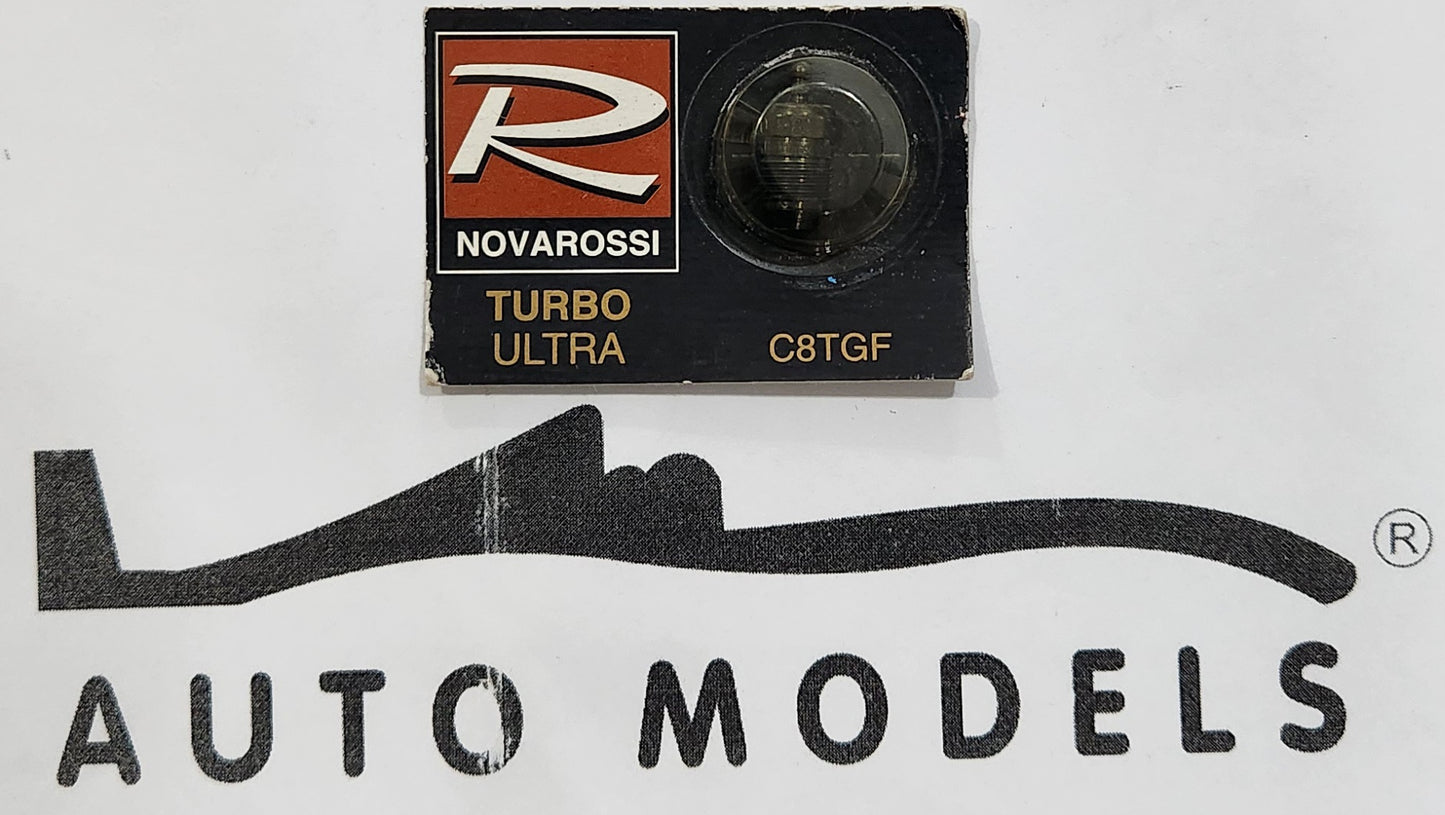 R
NOVAROSSI
TURBO
ULTRA
C8TGF
®
AUTO MODELS